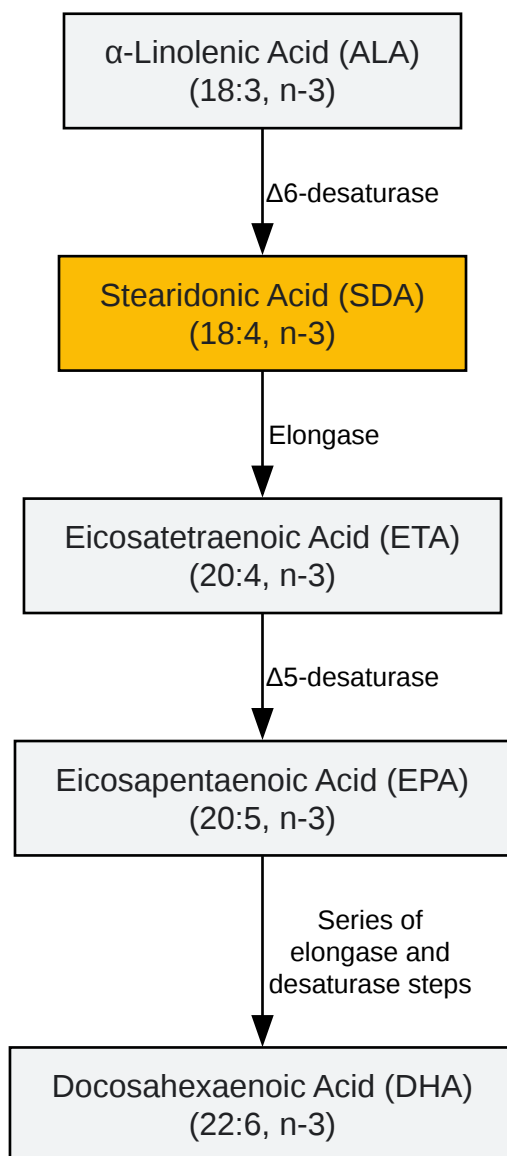 α-Linolenic Acid (ALA)
(18:3, n-3)
Δ6-desaturase
Stearidonic Acid (SDA)
(18:4, n-3)
Elongase
Eicosatetraenoic Acid (ETA)
(20:4, n-3)
Δ5-desaturase
Eicosapentaenoic Acid (EPA)
(20:5, n-3)
Series of
elongase and
desaturase steps
Docosahexaenoic Acid (DHA)
(22:6, n-3)